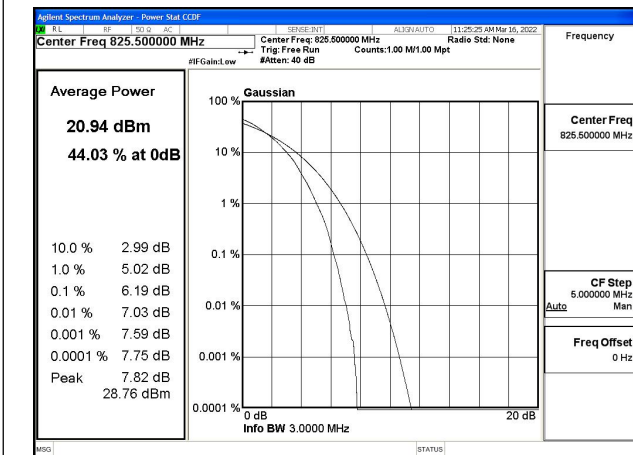 Agilent Spectrum Analyzer - Power Stat CCDF
RL RF 50 Ω AC SENSE:INT ALIGN AUTO 11:25:25 AM Mar 16, 2022
Center Freq 825.500000 MHz
Center Freq: 825.500000 MHz Radio Std: None
Trig: Free Run Counts:1.00 M/1.00 Mpt
#IFGain:Low #Atten: 40 dB
Frequency
Average Power
20.94 dBm
44.03 % at 0dB
10.0 % 2.99 dB
1.0 % 5.02 dB
0.1 % 6.19 dB
0.01 % 7.03 dB
0.001 % 7.59 dB
0.0001 % 7.75 dB
Peak 7.82 dB
28.76 dBm
Gaussian
100 %
10 %
1 %
0.1 %
0.01 %
0.001 %
0.0001 %
0 dB 20 dB
Info BW 3.0000 MHz
Center Freq
825.500000 MHz
CF Step
5.000000 MHz
Auto Man
Freq Offset
0 Hz
MSG STATUS